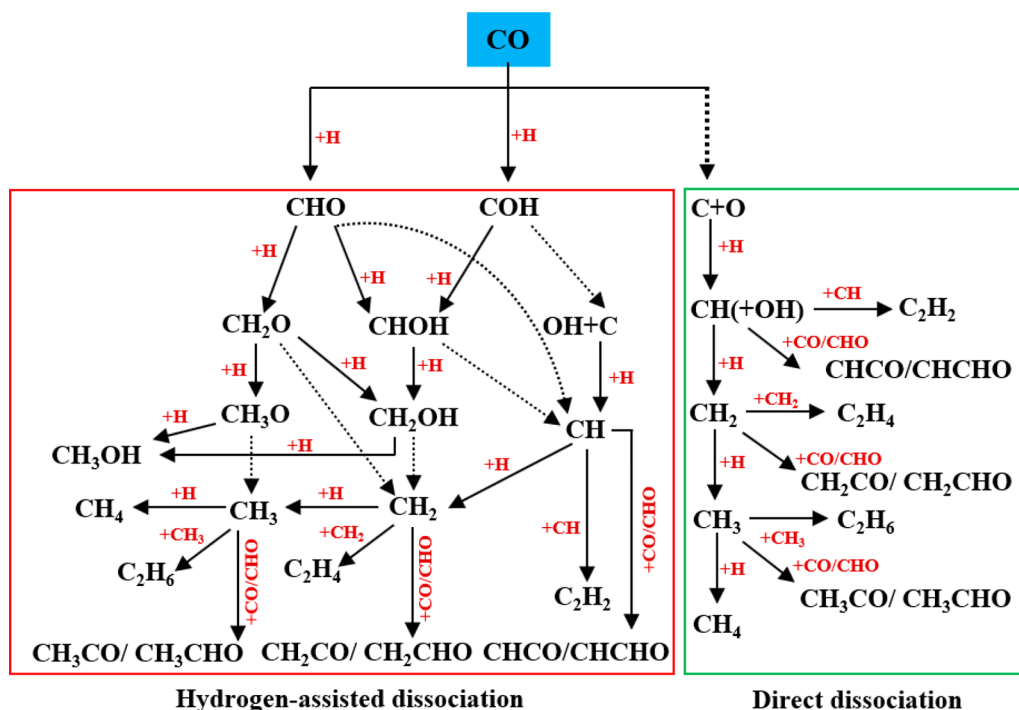 CO
+H
+H
CHO
COH
C+O
+H
+H
+H
+H
CH₂O
CHOH
OH+C
CH(+OH)
+CH
C₂H₂
+CO/CHO
CHCO/CHCHO
+H
+H
+H
+H
+H
CH₃O
CH₂OH
CH
CH₂
+CH₂
C₂H₄
+H
CH₃OH
+H
+H
+CO/CHO
CH₂CO/ CH₂CHO
+H
CH₄
+H
CH₃
+H
CH₂
CH₃
+CH₃
C₂H₆
+CH₃
+CH₂
+CH
+CO/CHO
+H
+CO/CHO
C₂H₆
C₂H₄
+CO/CHO
+CO/CHO
C₂H₂
CH₃CO/ CH₃CHO
CH₄
CH₃CO/ CH₃CHO
CH₂CO/ CH₂CHO
CHCO/CHCHO
Hydrogen-assisted dissociation
Direct dissociation